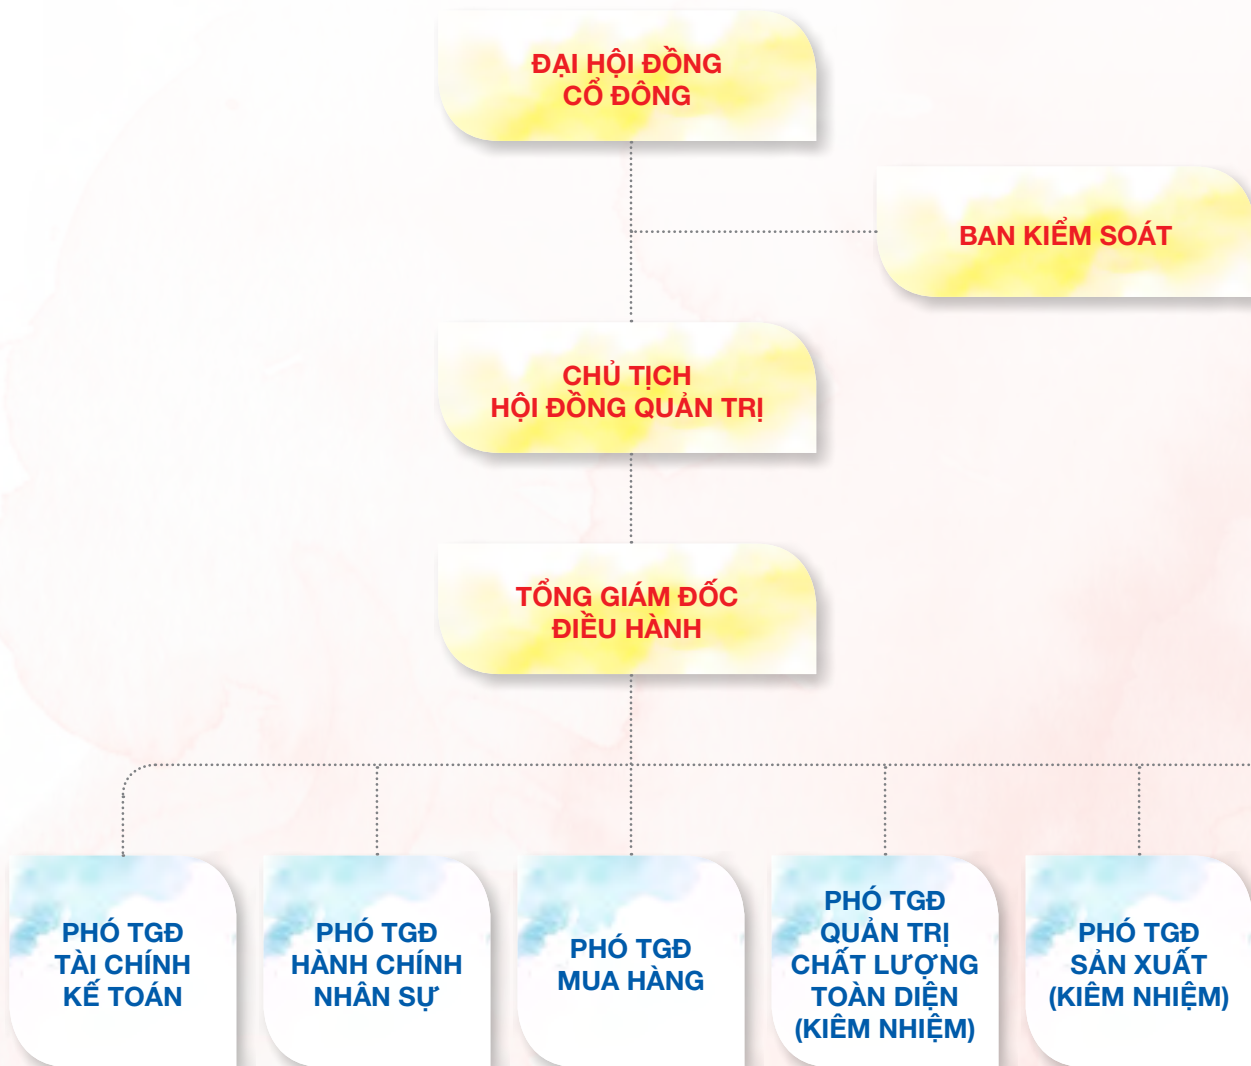 ĐẠI HỘI ĐỒNG
CỔ ĐÔNG
BAN KIỂM SOÁT
CHỦ TỊCH
HỘI ĐỒNG QUẢN TRỊ
TỔNG GIÁM ĐỐC
ĐIỀU HÀNH
PHÓ TGĐ
TÀI CHÍNH
KẾ TOÁN
PHÓ TGĐ
HÀNH CHÍNH
NHÂN SỰ
PHÓ TGĐ
MUA HÀNG
PHÓ TGĐ
QUẢN TRỊ
CHẤT LƯỢNG
TOÀN DIỆN
(KIÊM NHIỆM)
PHÓ TGĐ
SẢN XUẤT
(KIÊM NHIỆM)